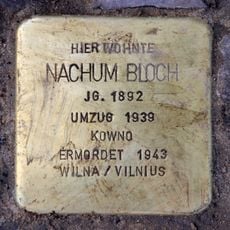 HIER WOHNTE
NACHUM BLOCH
JG. 1892
UMZUG 1939
KOWNO
ERMORDET 1943
WILNA / VILNIUS